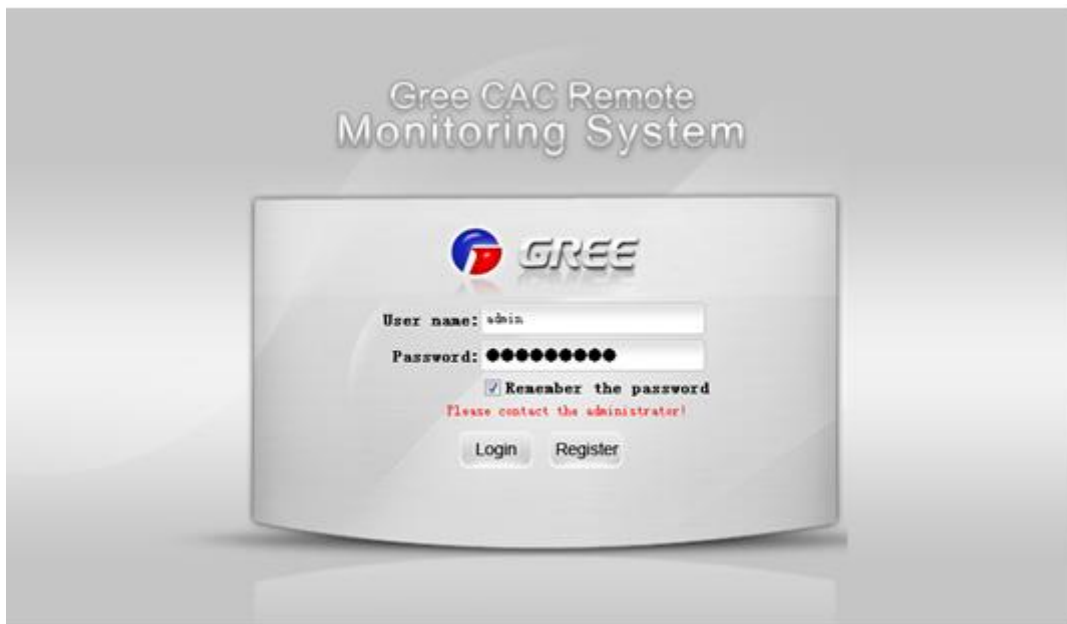 Gree CAC Remote
Monitoring System
GREE
User name: admin
Password: ●●●●●●●●●
Remember the password
Please contact the administrator!
Login Register